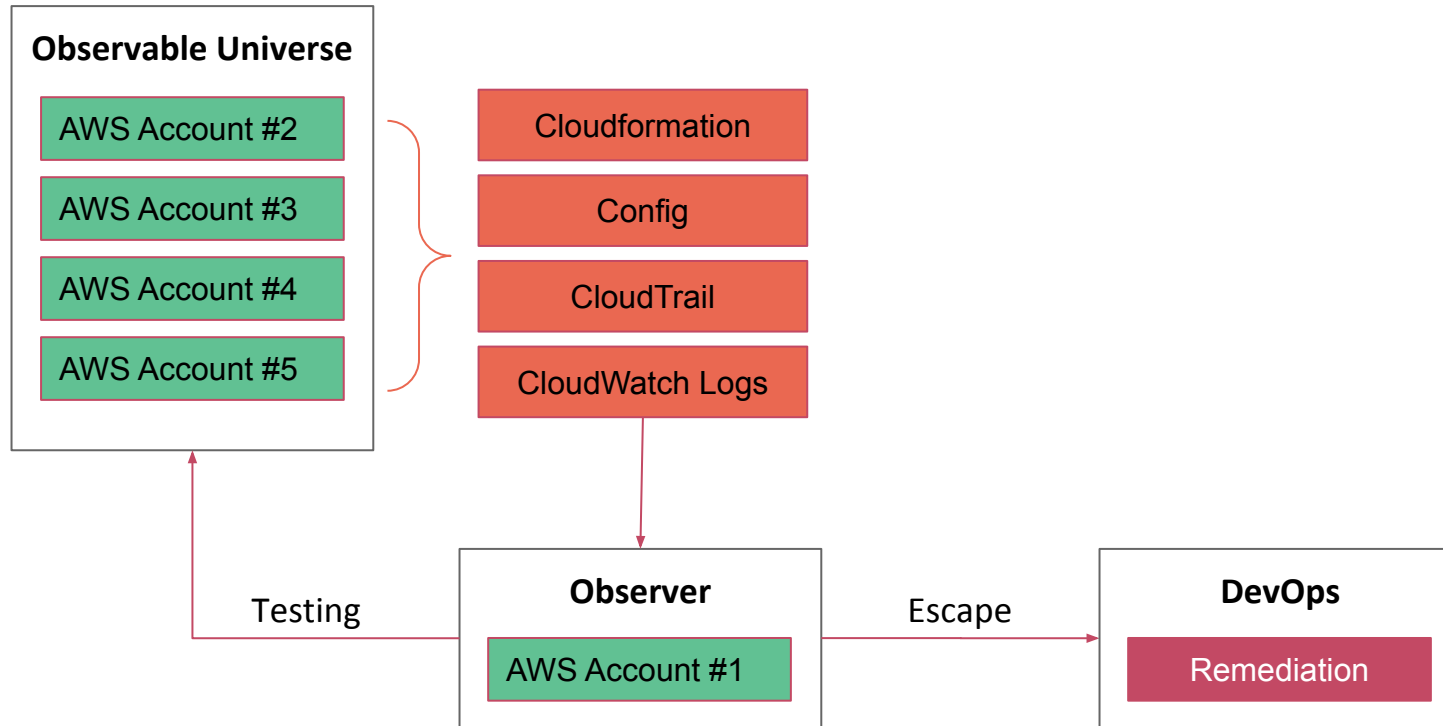 Observable Universe
AWS Account #2
AWS Account #3
AWS Account #4
AWS Account #5
Cloudformation
Config
CloudTrail
CloudWatch Logs
Testing
Observer
AWS Account #1
Escape
DevOps
Remediation